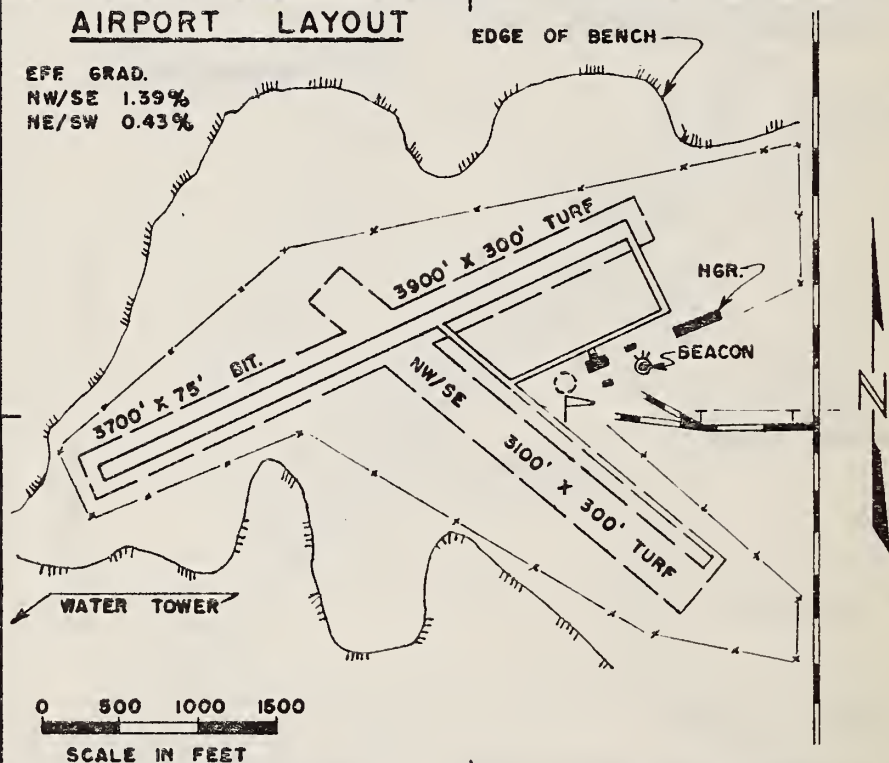 AIRPORT LAYOUT
EDGE OF BENCH
EFF. GRAD.
NW/SE 1.39%
NE/SW 0.43%
3900' X 300' TURF
HGR.
3700' X 75' BIT.
BEACON
NW/SE
3100' X 300' TURF
N
WATER TOWER
0 500 1000 1500
SCALE IN FEET